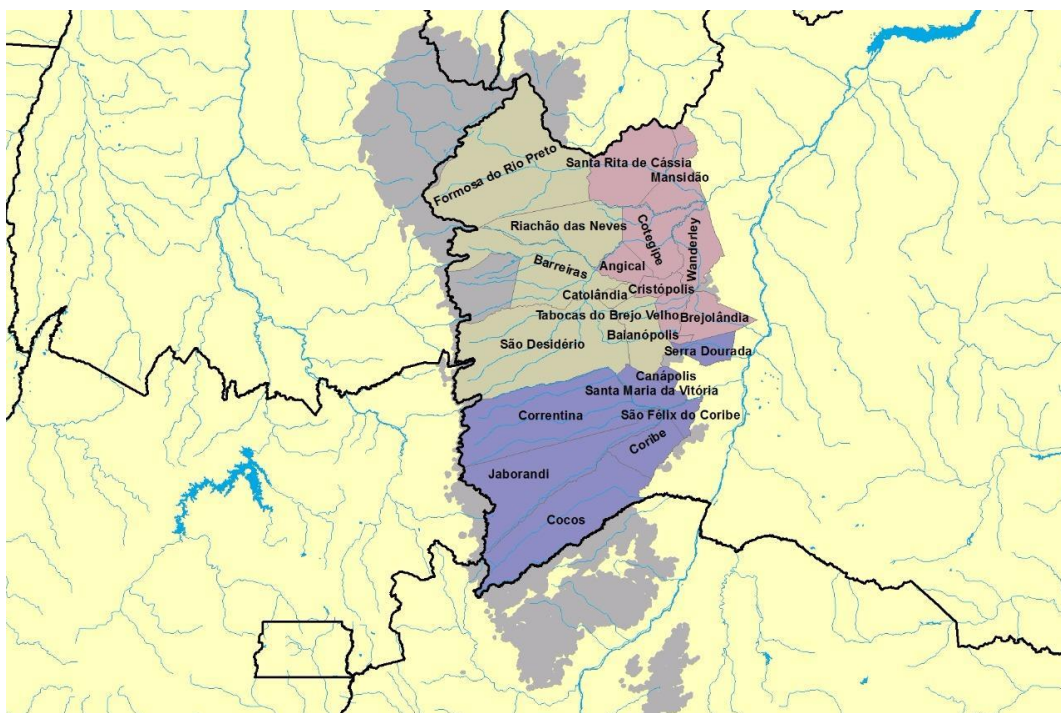 Santa Rita de Cássia
Formosa do Rio Preto
Mansidão
Riachão das Neves
Cotegipe
Wanderley
Barreiras
Angical
Catolândia
Cristópolis
Tabocas do Brejo Velho
Brejolândia
Baianópolis
São Desidério
Serra Dourada
Canápolis
Santa Maria da Vitória
Correntina
São Félix do Coribe
Coribe
Jaborandi
Cocos